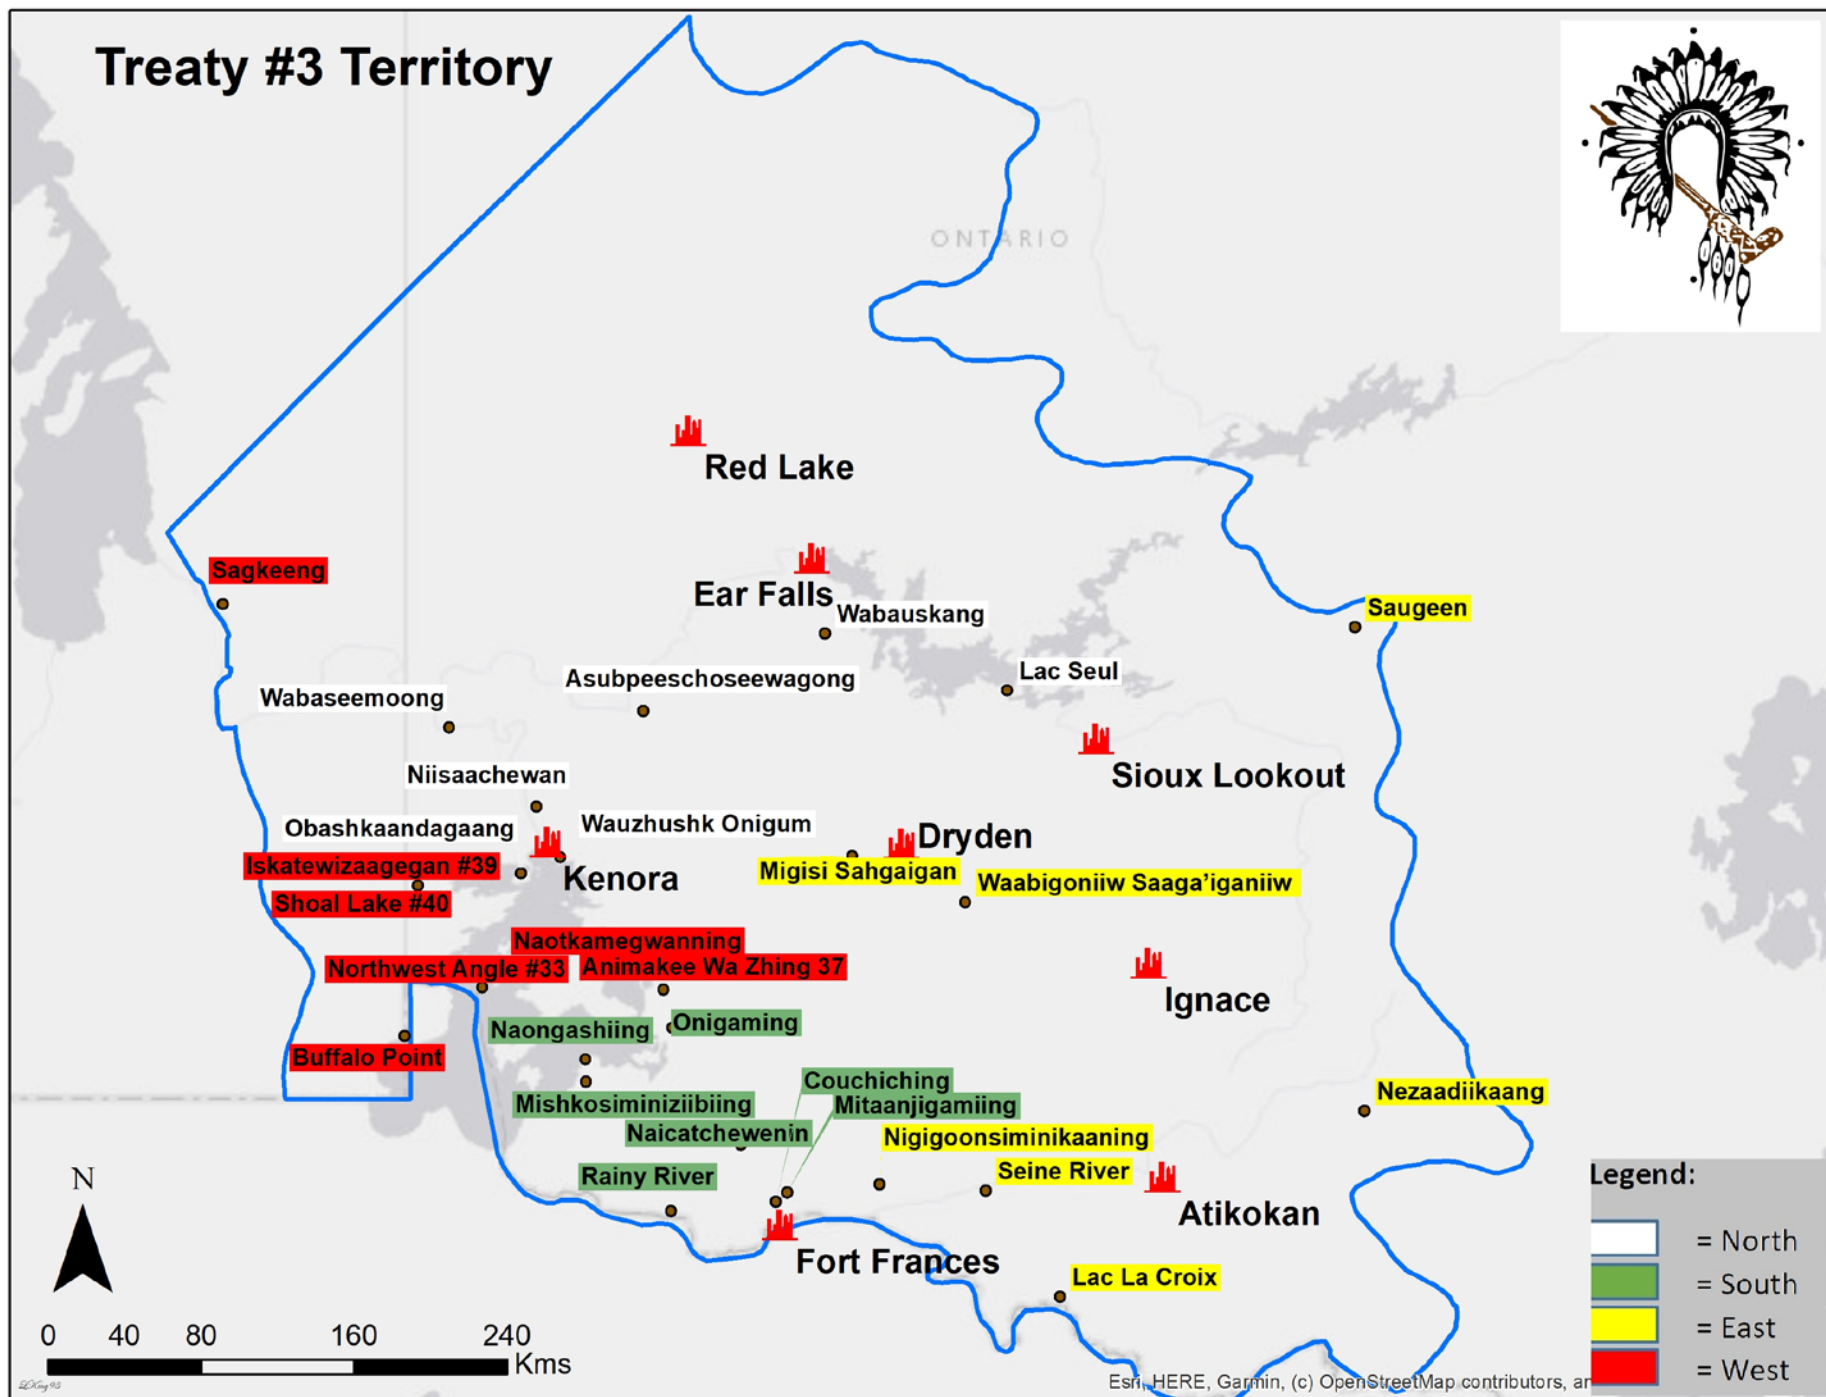 Treaty #3 Territory
ONTARIO
Red Lake
Sagkeeng
Ear Falls
Wabauskang
Saugeen
Lac Seul
Asubpeeschoseewagong
Wabaseemoong
Sioux Lookout
Niisaachewan
Obashkaandagaang
Wauzhushk Onigum
Dryden
Iskatewizaagegan #39
Kenora
Migisi Sahgaigan
Waabigoniiw Saaga'iganiiw
Shoal Lake #40
Naotkamegwanning
Northwest Angle #33
Animakee Wa Zhing 37
Ignace
Naongashiing
Onigaming
Buffalo Point
Couchiching
Nezaadiikaang
Mishkosiminiziibiing
Mitaanjigamiing
Naicatchewenin
Nigigoonsiminikaaning
Rainy River
Seine River
Atikokan
Fort Frances
Lac La Croix
N
0 40 80 160 240
Kms
Legend:
= North
= South
= East
= West
Esri, HERE, Garmin, (c) OpenStreetMap contributors, an